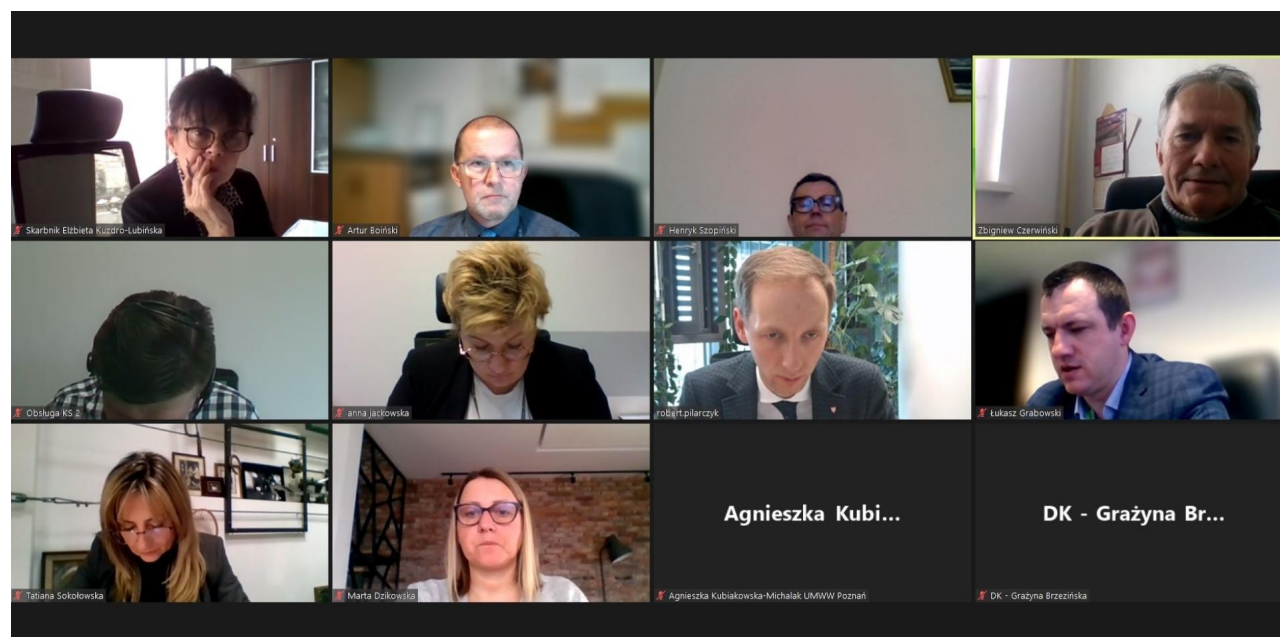 Skarbnik Elżbieta Kuzdro-Lubińska
Artur Boiński
Henryk Szopiński
Zbigniew Czerwiński
Obsługa KS 2
anna jackowska
robert.pilarczyk
Łukasz Grabowski
Tatiana Sokołowska
Marta Dzikowska
Agnieszka Kubi...
Agnieszka Kubiakowska-Michalak UMWW Poznań
DK - Grażyna Br...
DK - Grażyna Brzezińska